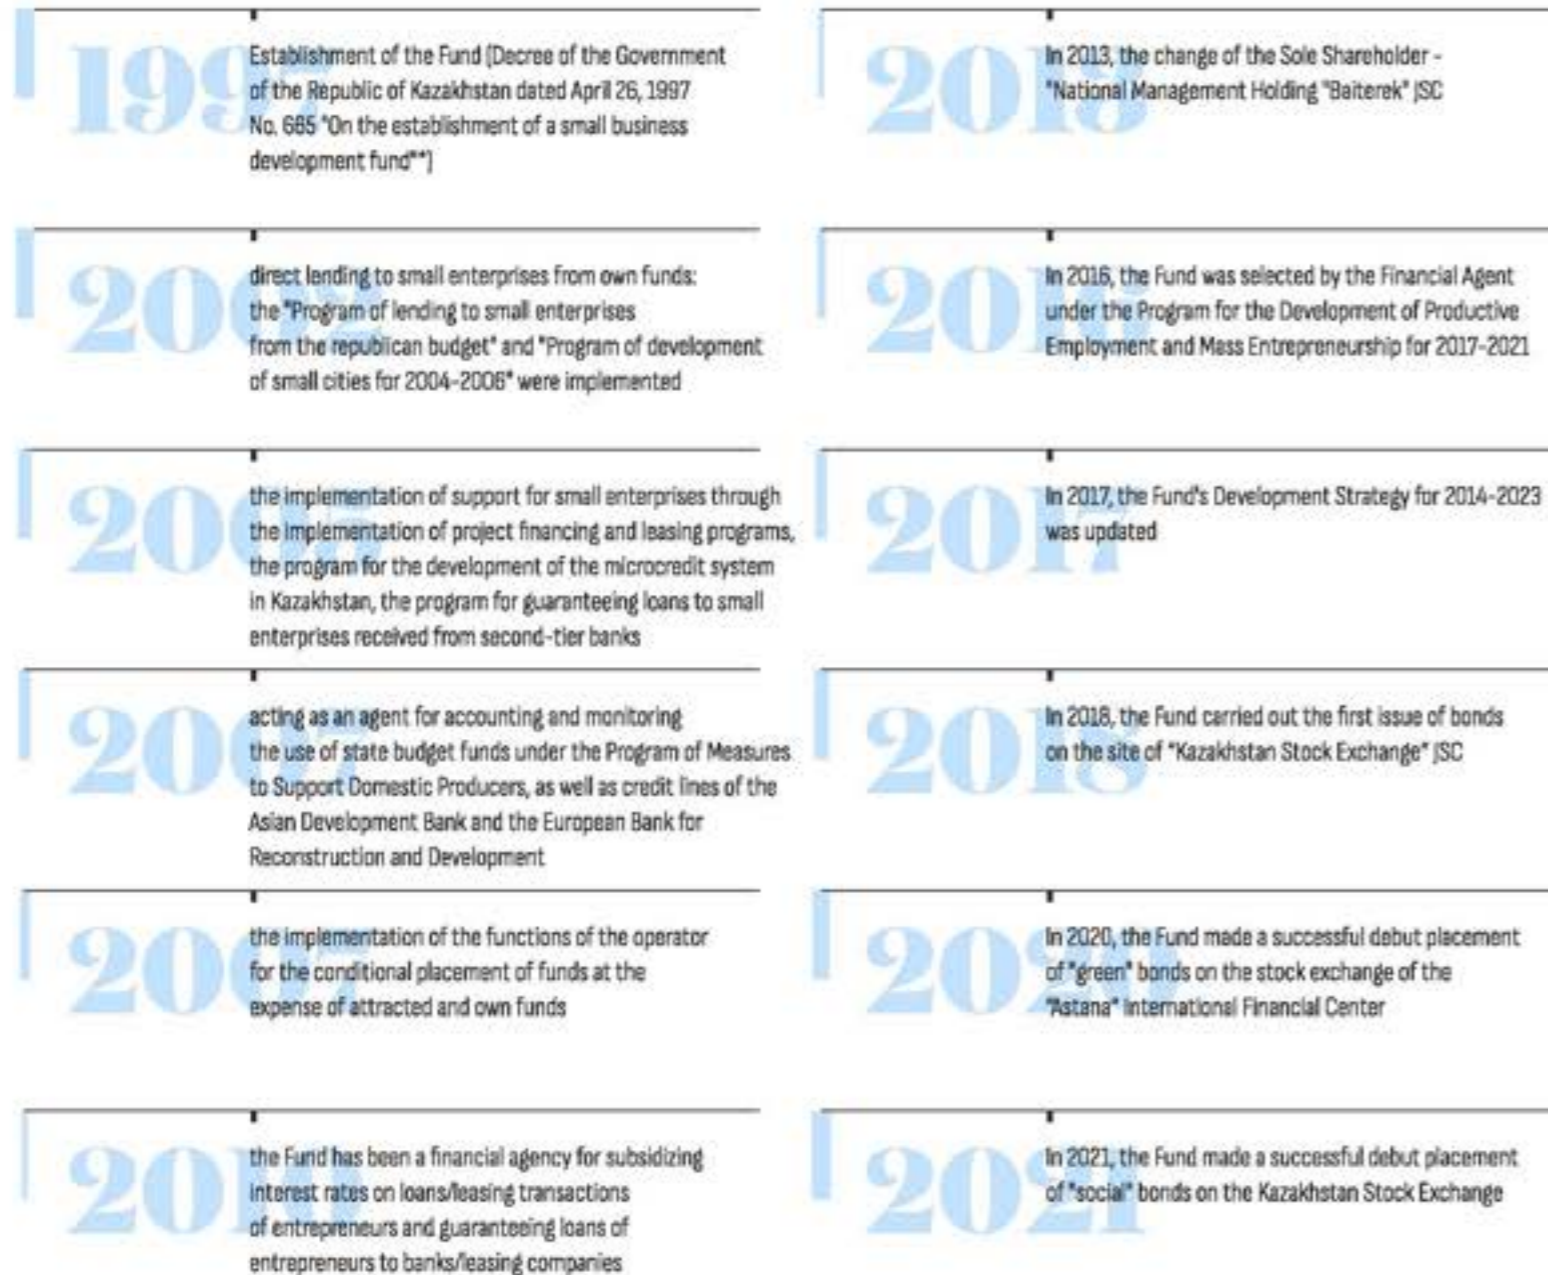 1997
Establishment of the Fund (Decree of the Government
of the Republic of Kazakhstan dated April 26, 1997
No. 665 "On the establishment of a small business
development fund"*)
2002
direct lending to small enterprises from own funds:
the "Program of lending to small enterprises
from the republican budget" and "Program of development
of small cities for 2004-2006" were implemented
2005
the implementation of support for small enterprises through
the implementation of project financing and leasing programs,
the program for the development of the microcredit system
in Kazakhstan, the program for guaranteeing loans to small
enterprises received from second-tier banks
acting as an agent for accounting and monitoring
the use of state budget funds under the Program of Measures
to Support Domestic Producers, as well as credit lines of the
Asian Development Bank and the European Bank for
Reconstruction and Development
2007
the implementation of the functions of the operator
for the conditional placement of funds at the
expense of attracted and own funds
2010
the Fund has been a financial agency for subsidizing
interest rates on loans/leasing transactions
of entrepreneurs and guaranteeing loans of
entrepreneurs to banks/leasing companies
2013
In 2013, the change of the Sole Shareholder -
"National Management Holding "Baiterek" JSC
2016
In 2016, the Fund was selected by the Financial Agent
under the Program for the Development of Productive
Employment and Mass Entrepreneurship for 2017-2021
2017
In 2017, the Fund's Development Strategy for 2014-2023
was updated
2018
In 2018, the Fund carried out the first issue of bonds
on the site of "Kazakhstan Stock Exchange" JSC
2020
In 2020, the Fund made a successful debut placement
of "green" bonds on the stock exchange of the
"Astana" International Financial Center
2021
In 2021, the Fund made a successful debut placement
of "social" bonds on the Kazakhstan Stock Exchange